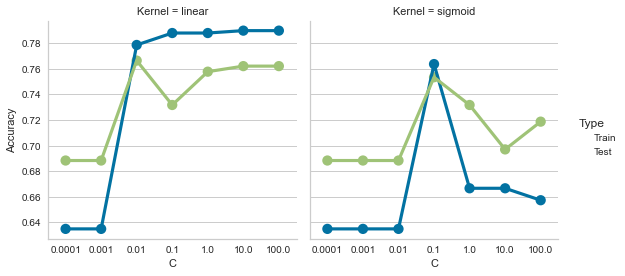 Kernel = linear
Kernel = sigmoid
Accuracy
0.78
0.76
0.74
0.72
0.70
0.68
0.66
0.64
0.0001 0.001 0.01 0.1 1.0 10.0 100.0
C
0.0001 0.001 0.01 0.1 1.0 10.0 100.0
C
Type
Train
Test